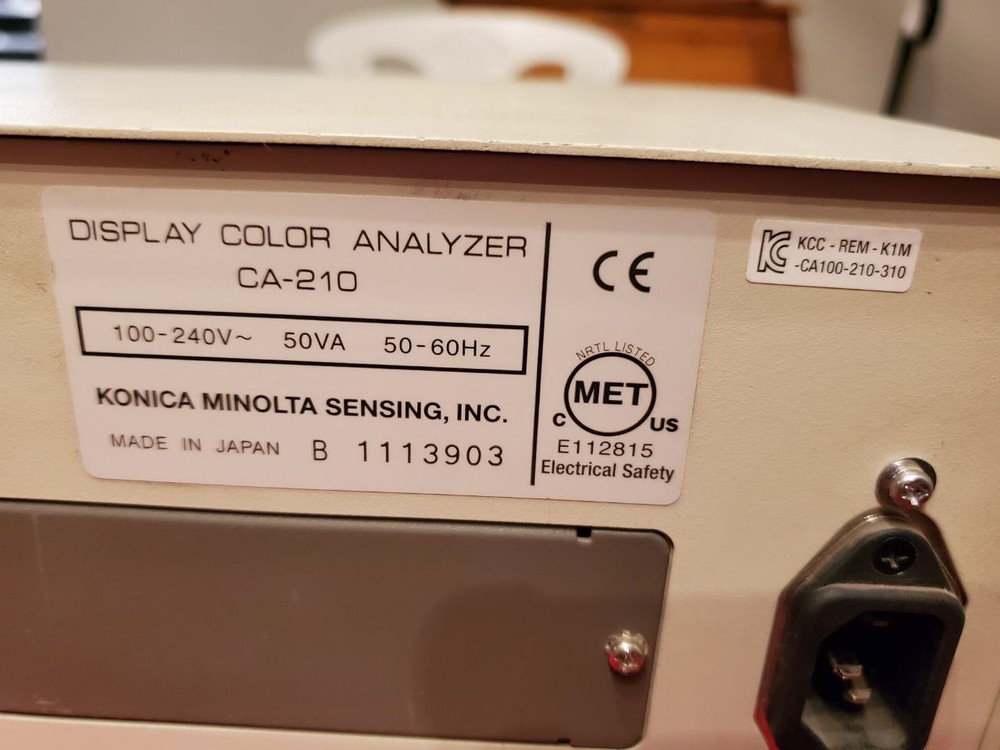 DISPLAY COLOR ANALYZER
CA-210
100-240V~ 50VA 50-60Hz
KONICA MINOLTA SENSING, INC.
MADE IN JAPAN B 1113903
CE
NRTL LISTED
MET
C US
E112815
Electrical Safety
KC KCC - REM - K1M
-CA100-210-310